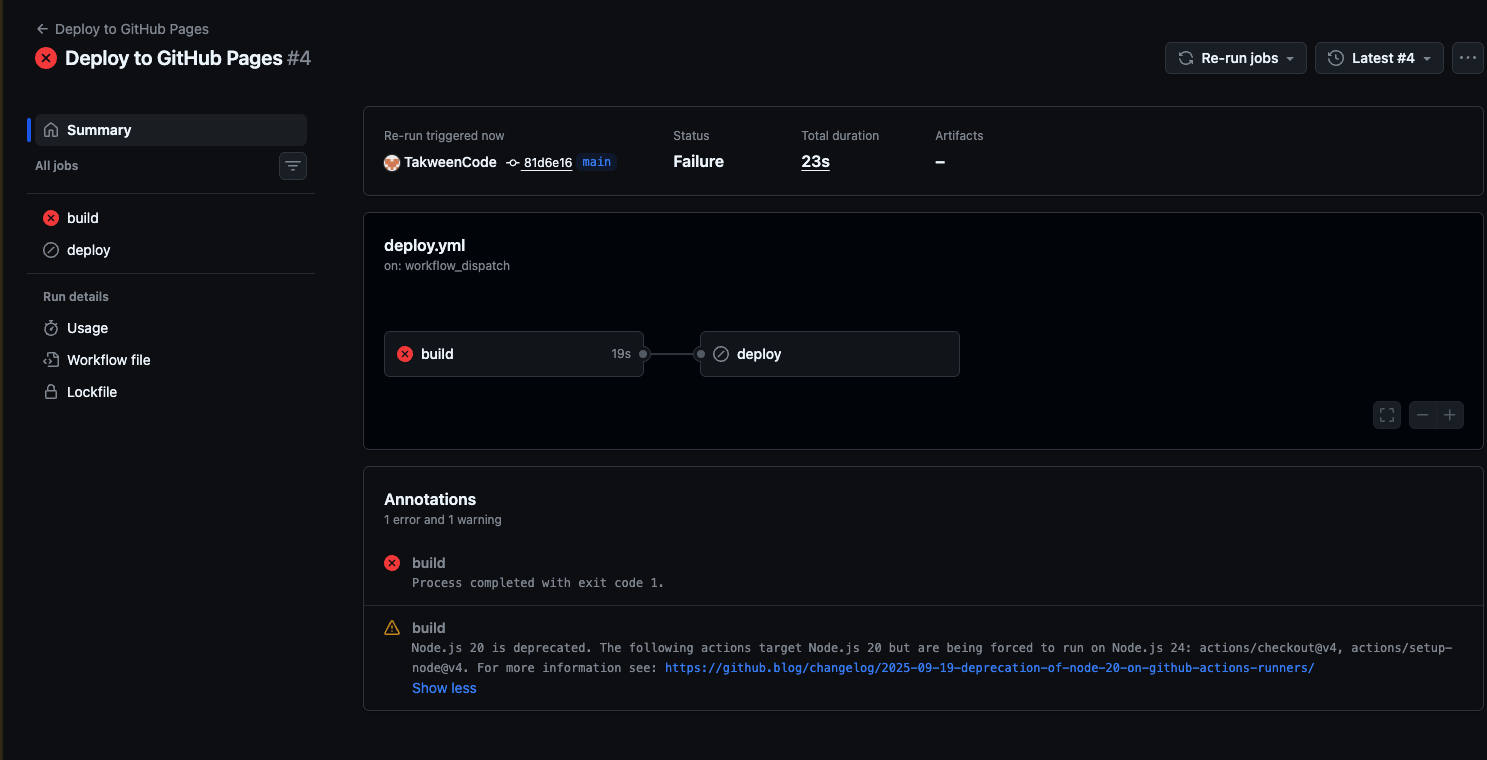 Deploy to GitHub Pages
Deploy to GitHub Pages #4
Re-run jobs
Latest #4
Summary
All jobs
build
deploy
Run details
Usage
Workflow file
Lockfile
Re-run triggered now
TakweenCode 81d6e16 main
Status
Failure
Total duration
23s
Artifacts
–
deploy.yml
on: workflow_dispatch
build 19s
deploy
Annotations
1 error and 1 warning
build
Process completed with exit code 1.
build
Node.js 20 is deprecated. The following actions target Node.js 20 but are being forced to run on Node.js 24: actions/checkout@v4, actions/setup-
node@v4. For more information see: https://github.blog/changelog/2025-09-19-deprecation-of-node-20-on-github-actions-runners/
Show less